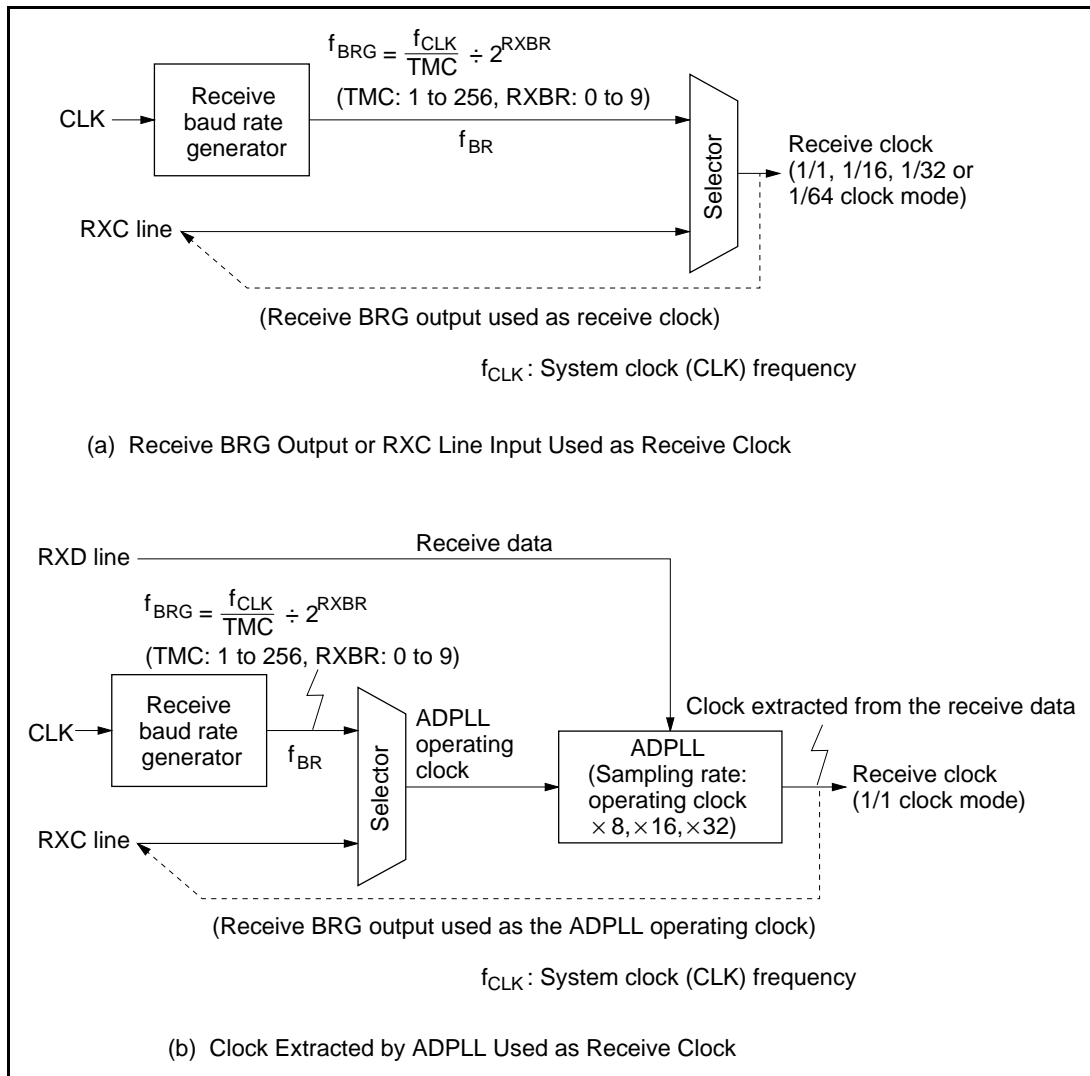 f_BRG = f_CLK / TMC ÷ 2^RXBR
(TMC: 1 to 256, RXBR: 0 to 9)
CLK
Receive
baud rate
generator
f_BR
Selector
Receive clock
(1/1, 1/16, 1/32 or
1/64 clock mode)
RXC line
(Receive BRG output used as receive clock)
f_CLK : System clock (CLK) frequency
(a) Receive BRG Output or RXC Line Input Used as Receive Clock
RXD line
Receive data
f_BRG = f_CLK / TMC ÷ 2^RXBR
(TMC: 1 to 256, RXBR: 0 to 9)
CLK
Receive
baud rate
generator
f_BR
Selector
ADPLL
operating
clock
ADPLL
(Sampling rate:
operating clock
×8, ×16, ×32)
Clock extracted from the receive data
Receive clock
(1/1 clock mode)
RXC line
(Receive BRG output used as the ADPLL operating clock)
f_CLK : System clock (CLK) frequency
(b) Clock Extracted by ADPLL Used as Receive Clock